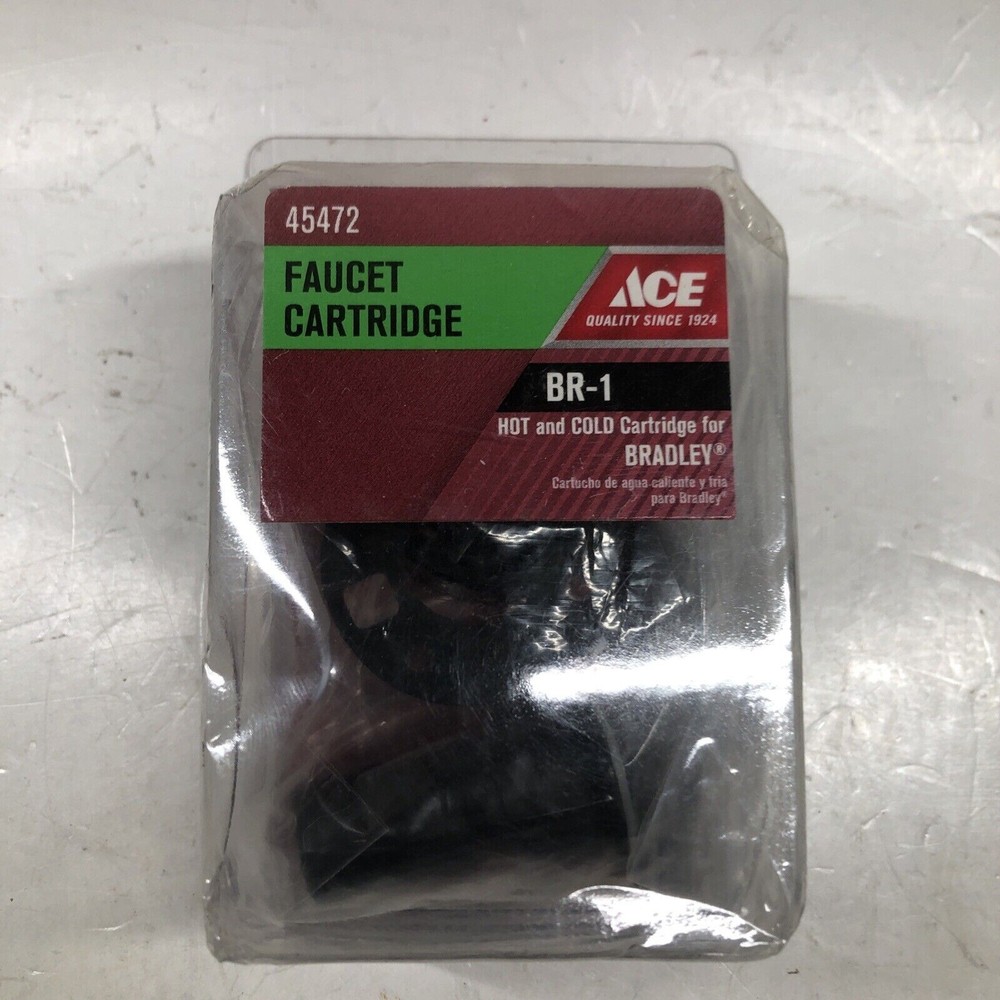 45472
FAUCET
CARTRIDGE
ACE
QUALITY SINCE 1924
BR-1
HOT and COLD Cartridge for
BRADLEY®
Cartucho de agua caliente y fria
para Bradley®